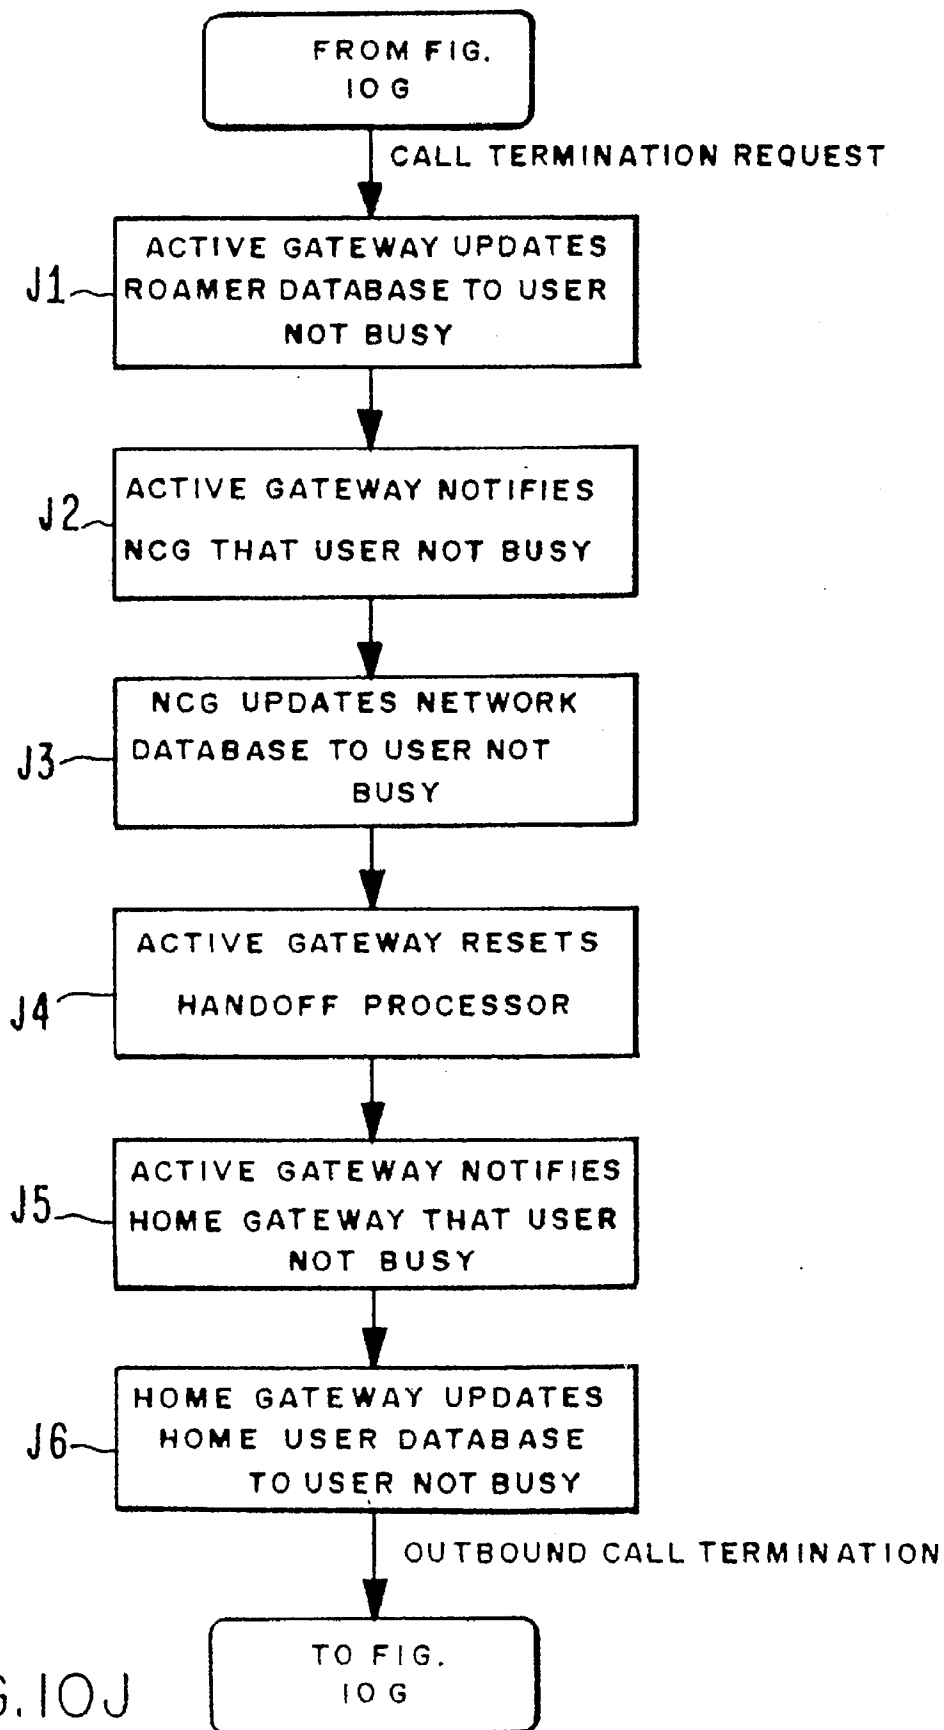 FROM FIG.
10 G
CALL TERMINATION REQUEST
J1
ACTIVE GATEWAY UPDATES
ROAMER DATABASE TO USER
NOT BUSY
J2
ACTIVE GATEWAY NOTIFIES
NCG THAT USER NOT BUSY
J3
NCG UPDATES NETWORK
DATABASE TO USER NOT
BUSY
J4
ACTIVE GATEWAY RESETS
HANDOFF PROCESSOR
J5
ACTIVE GATEWAY NOTIFIES
HOME GATEWAY THAT USER
NOT BUSY
J6
HOME GATEWAY UPDATES
HOME USER DATABASE
TO USER NOT BUSY
OUTBOUND CALL TERMINATION
TO FIG.
10 G
G. 10J